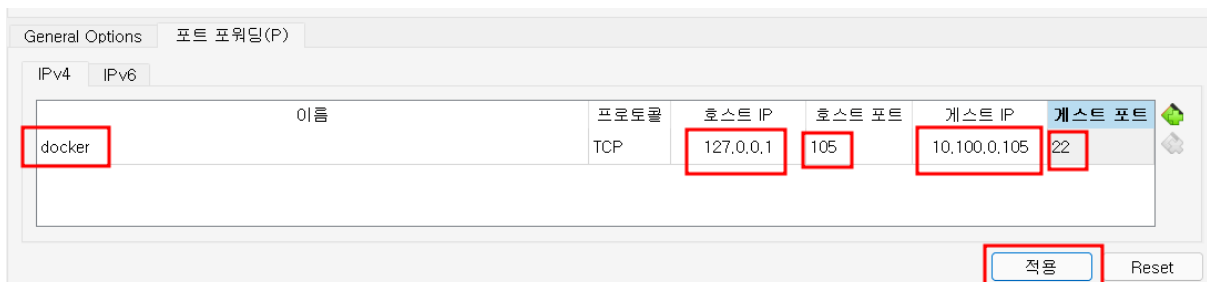 General Options 포트 포워딩(P)
IPv4 IPv6
이름 프로토콜 호스트 IP 호스트 포트 게스트 IP 게스트 포트
docker TCP 127.0.0.1 105 10.100.0.105 22
적용 Reset